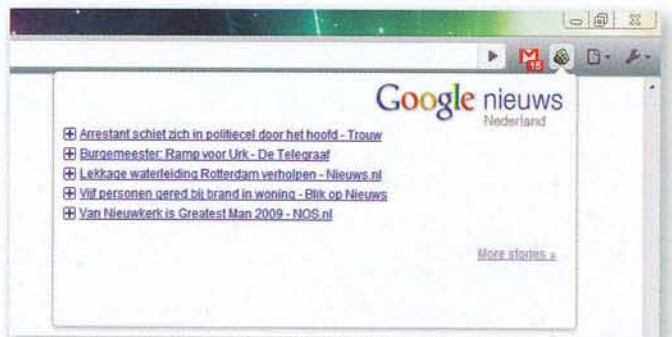 15
Google nieuws
Nederland
Arrestant schiet zich in politiecel door het hoofd - Trouw
Burgemeester: Ramp voor Urk - De Telegraaf
Lekkage waterleiding Rotterdam verholpen - Nieuws.nl
Vijf personen gered bij brand in woning - Blik op Nieuws
Van Nieuwkerk is Greatest Man 2009 - NOS.nl
More stories »